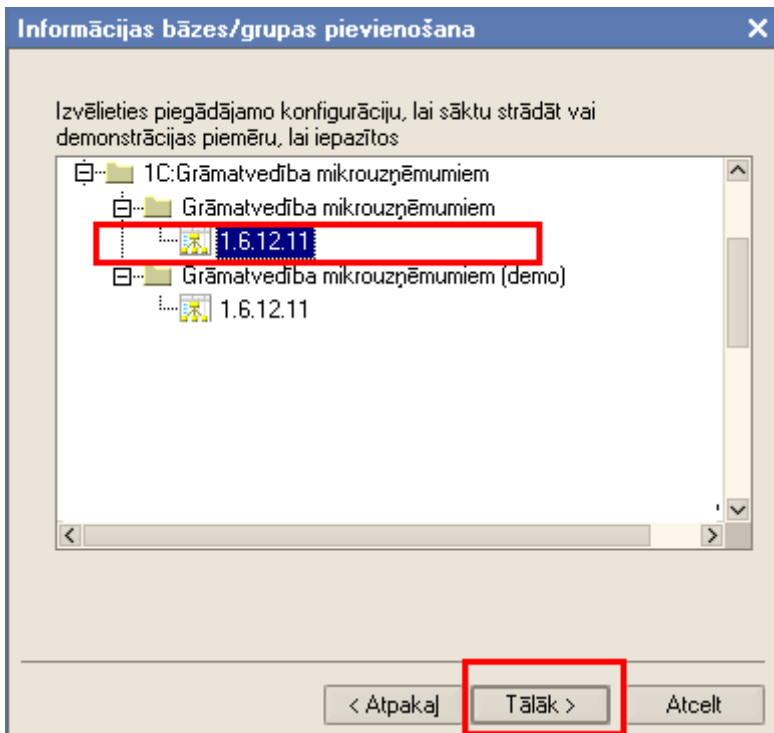 Informācijas bāzes/grupas pievienošana
Izvēlieties piegādājamo konfigurāciju, lai sāktu strādāt vai
demonstrācijas piemēru, lai iepazītos
1C:Grāmatvedība mikrouzņēmumiem
Grāmatvedība mikrouzņēmumiem
1.6.12.11
Grāmatvedība mikrouzņēmumiem (demo)
1.6.12.11
< Atpakaļ Tālāk > Atcelt